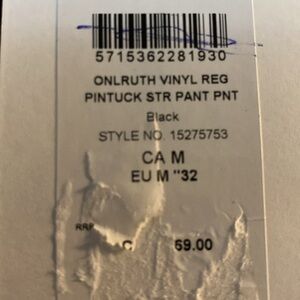 5715362281930
ONLRUTH VINYL REG
PINTUCK STR PANT PNT
Black
STYLE NO. 15275753
CA M
EU M "32
RRP
69.00